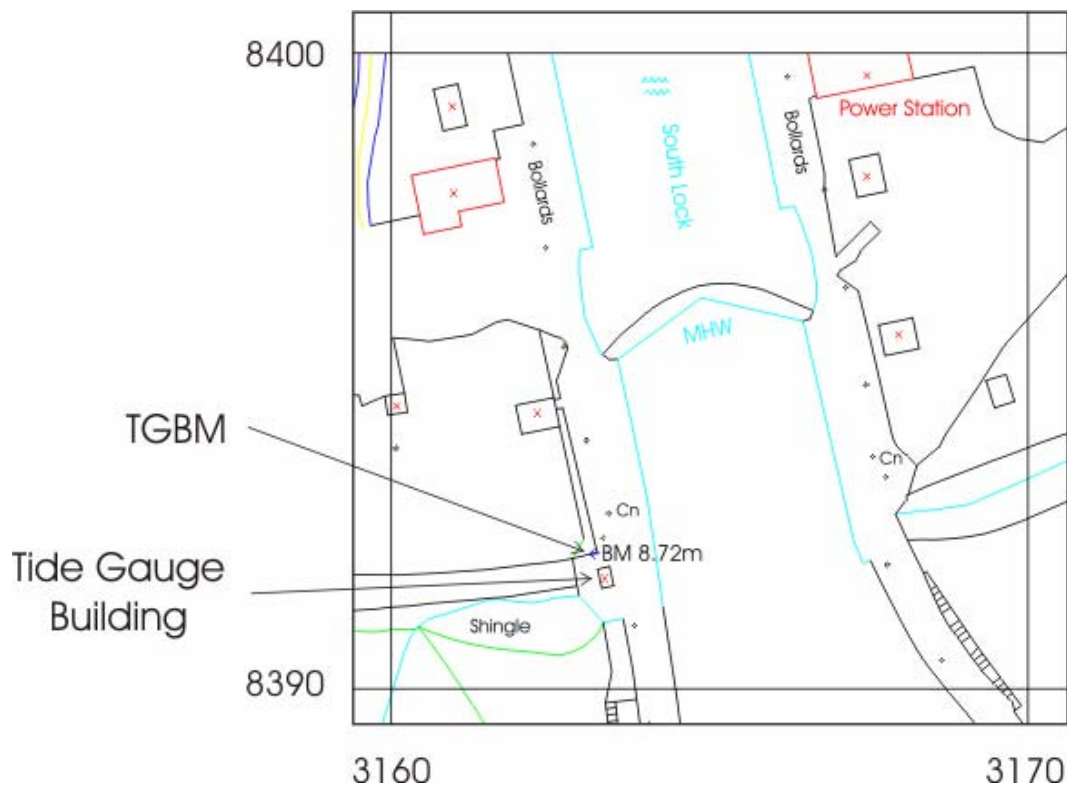 8400
Power Station
Bollards
South Lock
Bollards
MHW
TGBM
Cn
Cn
BM 8.72m
Tide Gauge
Building
Shingle
8390
3160
3170